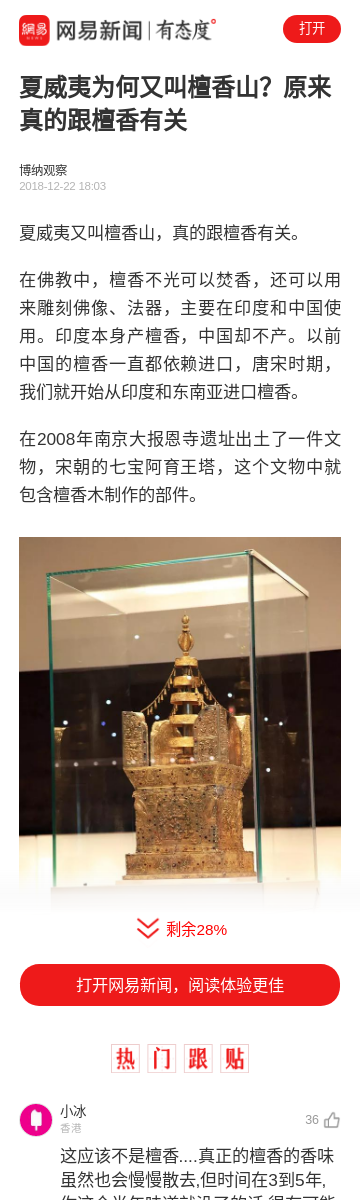 網易
NEWS
网易新闻 | 有态度°
打开
夏威夷为何又叫檀香山？原来
真的跟檀香有关
博纳观察
2018-12-22 18:03
夏威夷又叫檀香山，真的跟檀香有关。
在佛教中，檀香不光可以焚香，还可以用
来雕刻佛像、法器，主要在印度和中国使
用。印度本身产檀香，中国却不产。以前
中国的檀香一直都依赖进口，唐宋时期，
我们就开始从印度和东南亚进口檀香。
在2008年南京大报恩寺遗址出土了一件文
物，宋朝的七宝阿育王塔，这个文物中就
包含檀香木制作的部件。
剩余28%
打开网易新闻，阅读体验更佳
热门跟贴
小冰
香港
36
这应该不是檀香....真正的檀香的香味
虽然也会慢慢散去,但时间在3到5年,